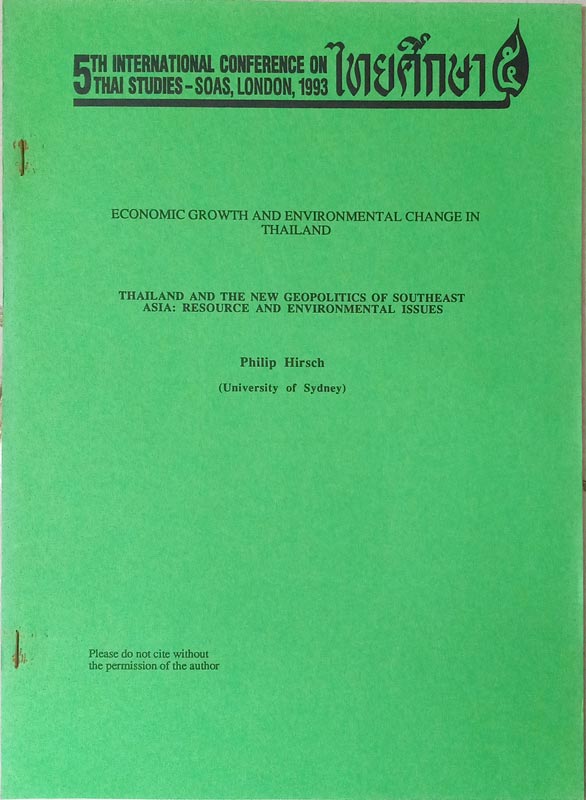 5TH INTERNATIONAL CONFERENCE ON
THAI STUDIES – SOAS, LONDON, 1993
ไทยศึกษา ๕
ECONOMIC GROWTH AND ENVIRONMENTAL CHANGE IN
THAILAND
THAILAND AND THE NEW GEOPOLITICS OF SOUTHEAST
ASIA: RESOURCE AND ENVIRONMENTAL ISSUES
Philip Hirsch
(University of Sydney)
Please do not cite without
the permission of the author